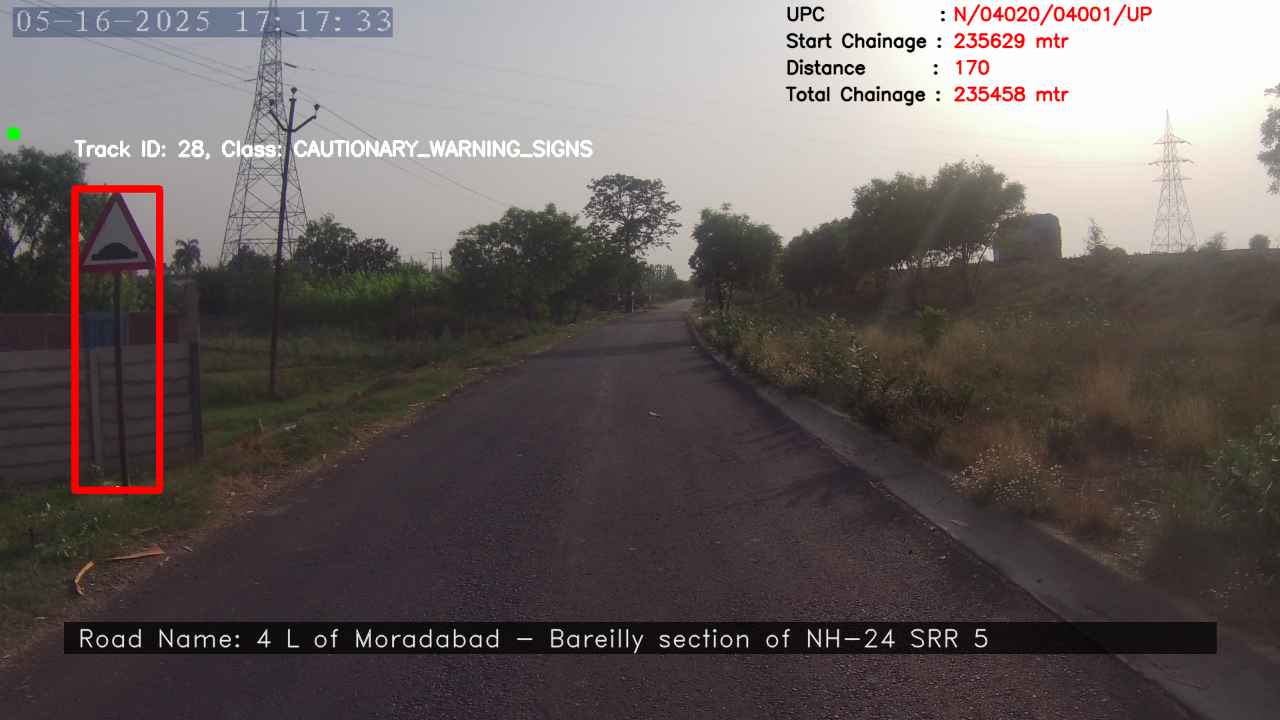 05-16-2025 17:17:33
UPC : N/04020/04001/UP
Start Chainage : 235629 mtr
Distance : 170
Total Chainage : 235458 mtr
Track ID: 28, Class: CAUTIONARY_WARNING_SIGNS
Road Name: 4 L of Moradabad - Bareilly section of NH-24 SRR 5